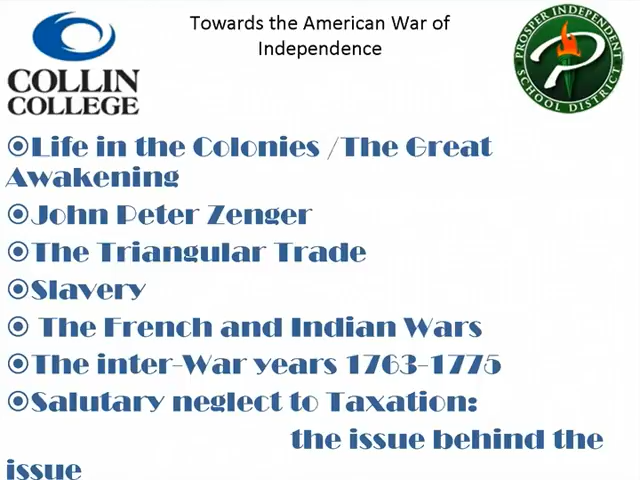 Towards the American War of
Independence
COLLIN
COLLEGE
PROSPER INDEPENDENT
SCHOOL DISTRICT
Life in the Colonies /The Great
Awakening
John Peter Zenger
The Triangular Trade
Slavery
The French and Indian Wars
The inter-War years 1763-1775
Salutary neglect to Taxation:
the issue behind the
issue